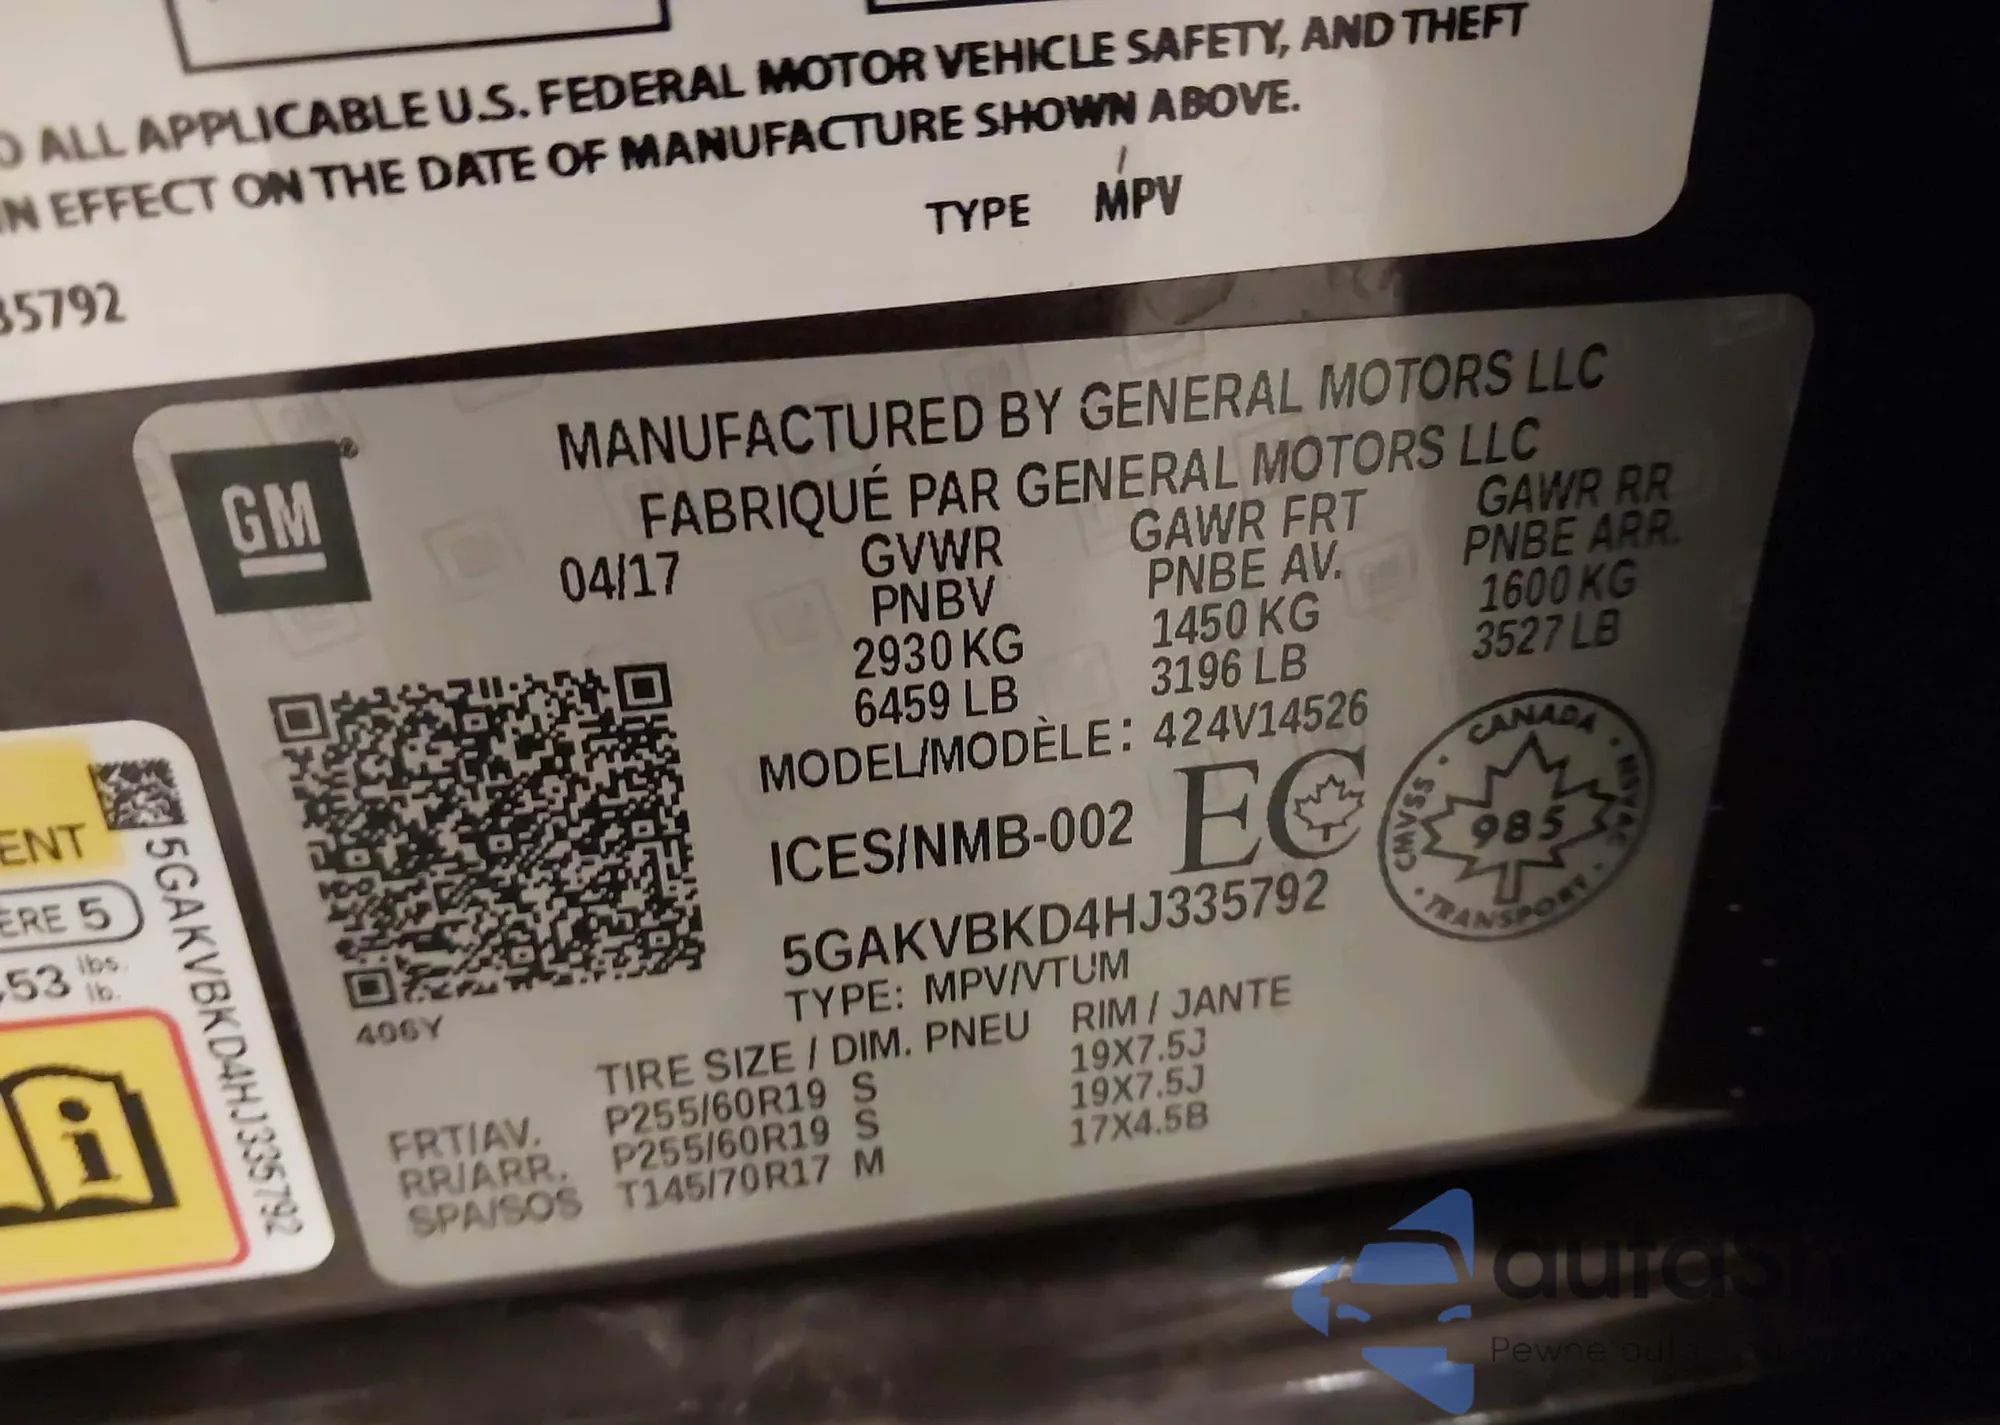 ALL APPLICABLE U.S. FEDERAL MOTOR VEHICLE SAFETY, AND THEFT
IN EFFECT ON THE DATE OF MANUFACTURE SHOWN ABOVE.
TYPE MPV
35792
GM®
MANUFACTURED BY GENERAL MOTORS LLC
FABRIQUÉ PAR GENERAL MOTORS LLC
04/17 GVWR GAWR FRT GAWR RR
PNBV PNBE AV. PNBE ARR.
2930 KG 1450 KG 1600 KG
6459 LB 3196 LB 3527 LB
MODEL/MODÈLE: 424V14526
ICES/NMB-002 EC
CANADA · NSVAC · TRANSPORT · CMVSS ·
985
5GAKVBKD4HJ335792
TYPE: MPV/VTUM
406Y
TIRE SIZE / DIM. PNEU RIM / JANTE
FRT/AV. P255/60R19 S 19X7.5J
RR/ARR. P255/60R19 S 19X7.5J
SPA/SOS T145/70R17 M 17X4.5B
ENT
ERE 5
53 lbs.
lb.
5GAKVBKD4HJ335792
i
autash
Pewne